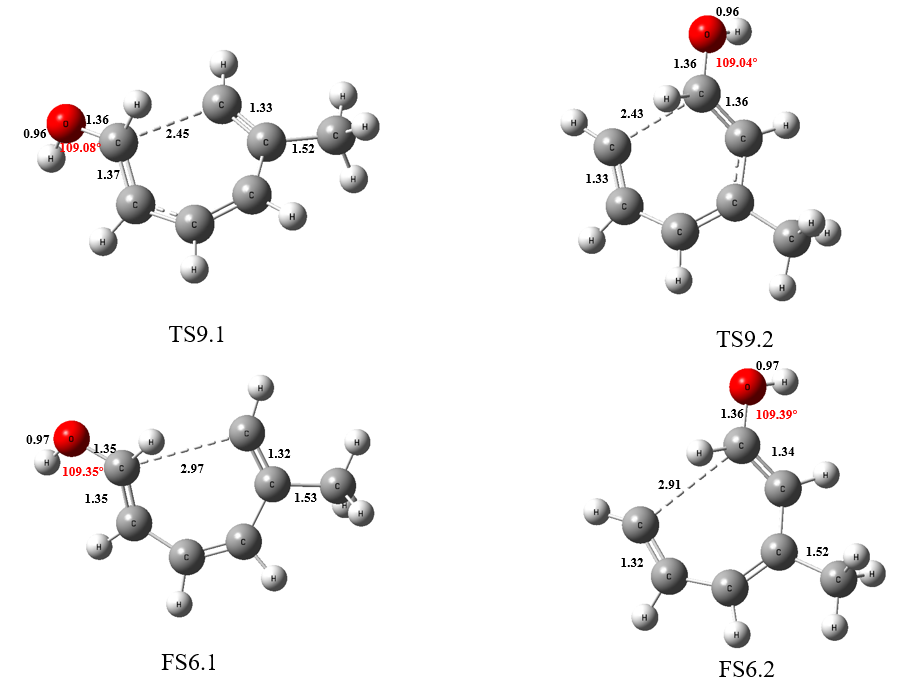 0.96
O H
1.36
109.04°
C
H 1.36
2.43
H H
C C
1.33
C C
H C
C H H
H H
TS9.2
H
C 1.33
H
H
O 1.36
0.96 C 2.45 C H
H 109.08° 1.52 C
1.37
C C H
C H
H
H
TS9.1
H
0.97 O H
C
1.35 H
H C 2.97 1.32
109.35° C 1.53 C
1.35 H H
C
H C C
H
H
FS6.1
0.97
O H
1.36 109.39°
C
H 1.34
2.91 H
H C C
1.32 C 1.52
C H
C C H
H
H H
FS6.2